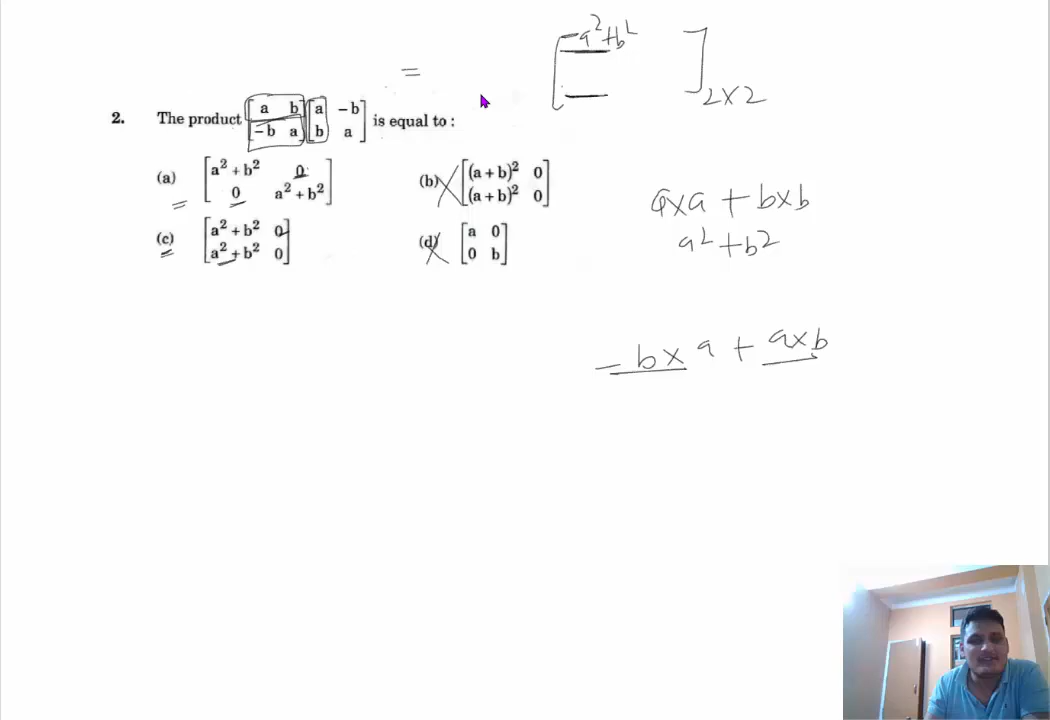 a² + b²
=
2×2
2. The product [a b; -b a] [a -b; b a] is equal to :
(a) [a² + b² 0; 0 a² + b²]
(b) [(a + b)² 0; (a + b)² 0]
(c) [a² + b² 0; a² + b² 0]
(d) [a 0; 0 b]
a×a + b×b
a² + b²
-b×a + a×b